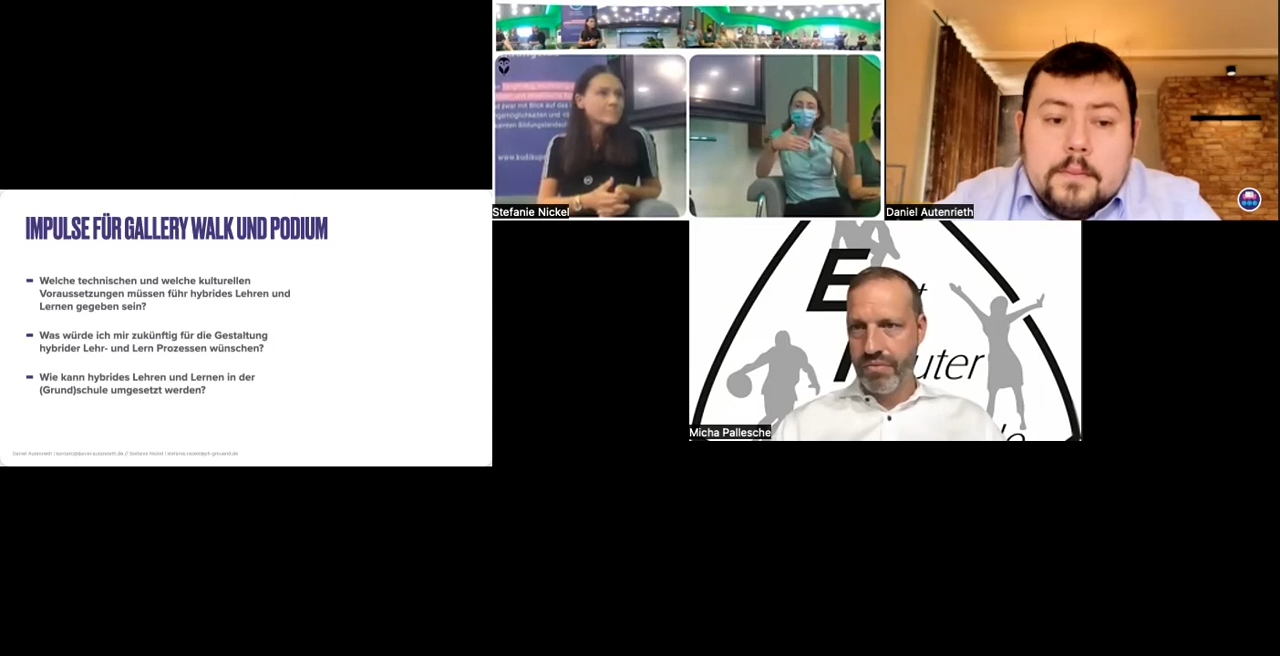 IMPULSE FÜR GALLERY WALK UND PODIUM
Welche technischen und welche kulturellen
Voraussetzungen müssen führ hybrides Lehren und
Lernen gegeben sein?
Was würde ich mir zukünftig für die Gestaltung
hybrider Lehr- und Lern Prozessen wünschen?
Wie kann hybrides Lehren und Lernen in der
(Grund)schule umgesetzt werden?
Stefanie Nickel
Daniel Autenrieth
Micha Pallesche